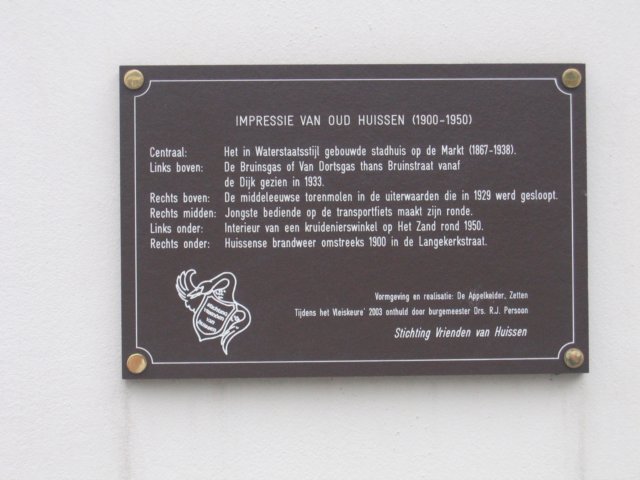 IMPRESSIE VAN OUD HUISSEN (1900-1950)
Centraal: Het in Waterstaatsstijl gebouwde stadhuis op de Markt (1867-1938).
Links boven: De Bruinsgas of Van Dortsgas thans Bruinstraat vanaf
de Dijk gezien in 1933.
Rechts boven: De middeleeuwse torenmolen in de uiterwaarden die in 1929 werd gesloopt.
Rechts midden: Jongste bediende op de transportfiets maakt zijn ronde.
Links onder: Interieur van een kruidenierswinkel op Het Zand rond 1950.
Rechts onder: Huissense brandweer omstreeks 1900 in de Langekerkstraat.
stichting
vrienden
van
huissen
Vormgeving en realisatie: De Appelkelder, Zetten
Tijdens het Vleiskeure' 2003 onthuld door burgemeester Drs. R.J. Persoon
Stichting Vrienden van Huissen